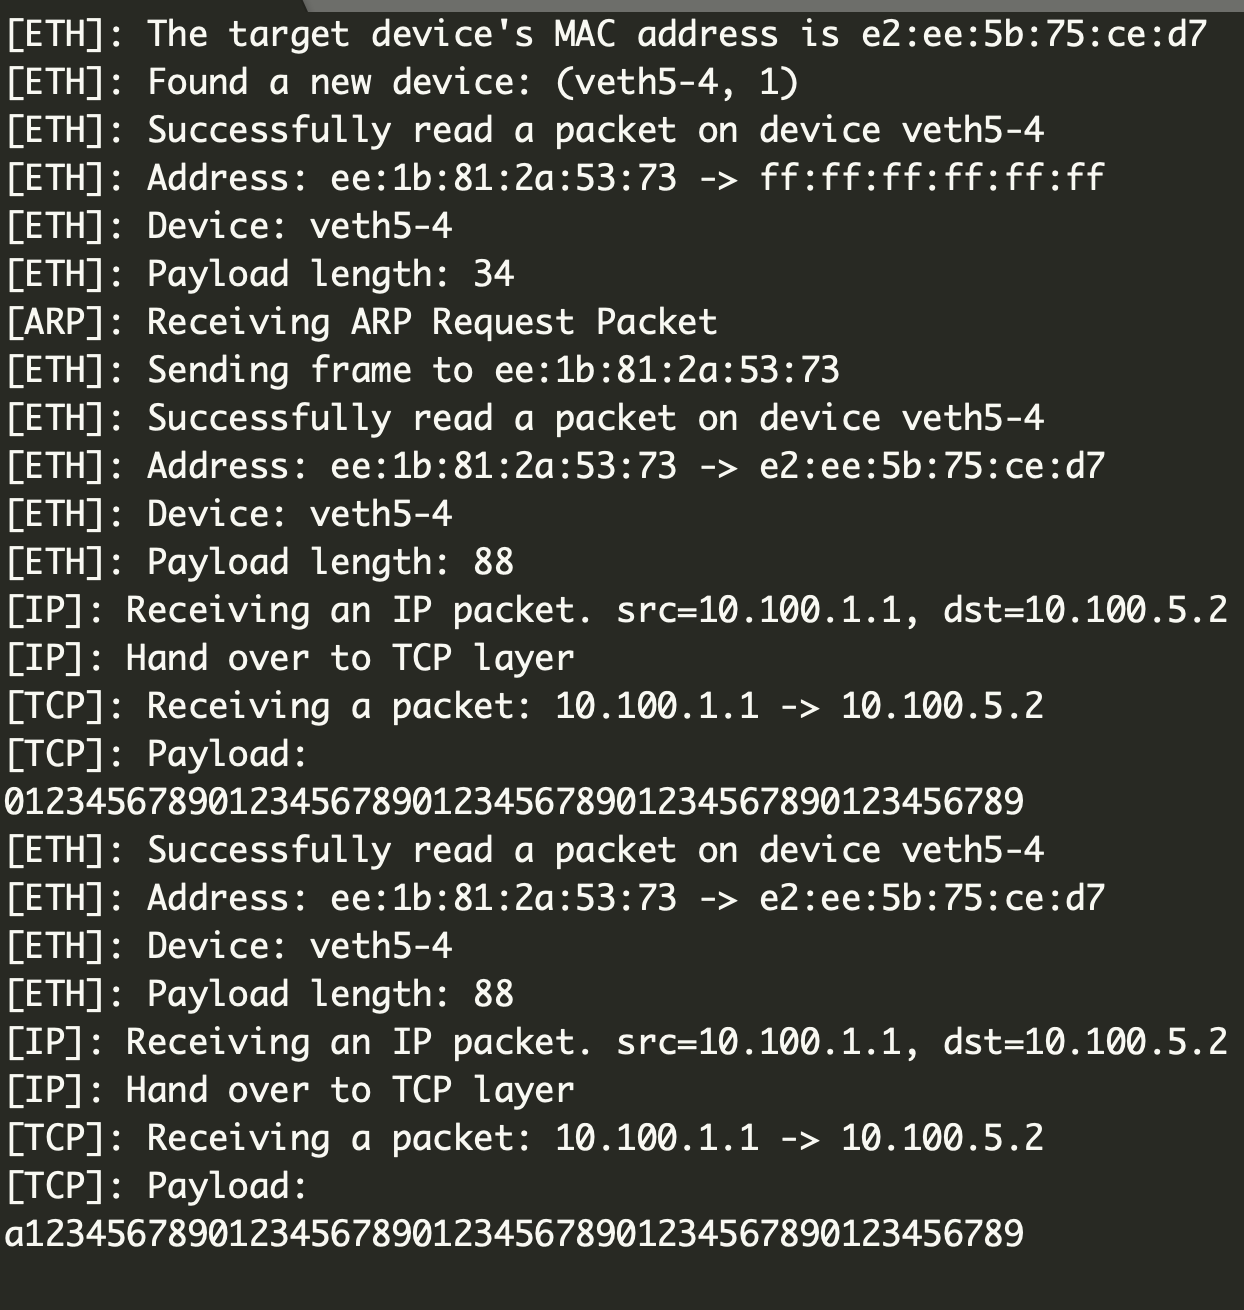 [ETH]: The target device's MAC address is e2:ee:5b:75:ce:d7
[ETH]: Found a new device: (veth5-4, 1)
[ETH]: Successfully read a packet on device veth5-4
[ETH]: Address: ee:1b:81:2a:53:73 -> ff:ff:ff:ff:ff:ff
[ETH]: Device: veth5-4
[ETH]: Payload length: 34
[ARP]: Receiving ARP Request Packet
[ETH]: Sending frame to ee:1b:81:2a:53:73
[ETH]: Successfully read a packet on device veth5-4
[ETH]: Address: ee:1b:81:2a:53:73 -> e2:ee:5b:75:ce:d7
[ETH]: Device: veth5-4
[ETH]: Payload length: 88
[IP]: Receiving an IP packet. src=10.100.1.1, dst=10.100.5.2
[IP]: Hand over to TCP layer
[TCP]: Receiving a packet: 10.100.1.1 -> 10.100.5.2
[TCP]: Payload:
01234567890123456789012345678901234567890123456789
[ETH]: Successfully read a packet on device veth5-4
[ETH]: Address: ee:1b:81:2a:53:73 -> e2:ee:5b:75:ce:d7
[ETH]: Device: veth5-4
[ETH]: Payload length: 88
[IP]: Receiving an IP packet. src=10.100.1.1, dst=10.100.5.2
[IP]: Hand over to TCP layer
[TCP]: Receiving a packet: 10.100.1.1 -> 10.100.5.2
[TCP]: Payload:
a1234567890123456789012345678901234567890123456789